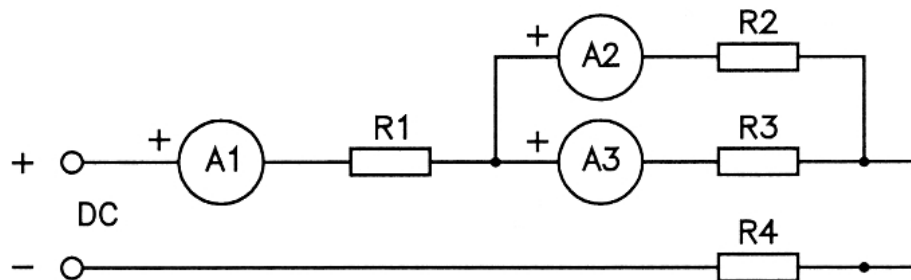 + R2
A2
+ R1 + R3
+ A1 A3
DC
R4
−